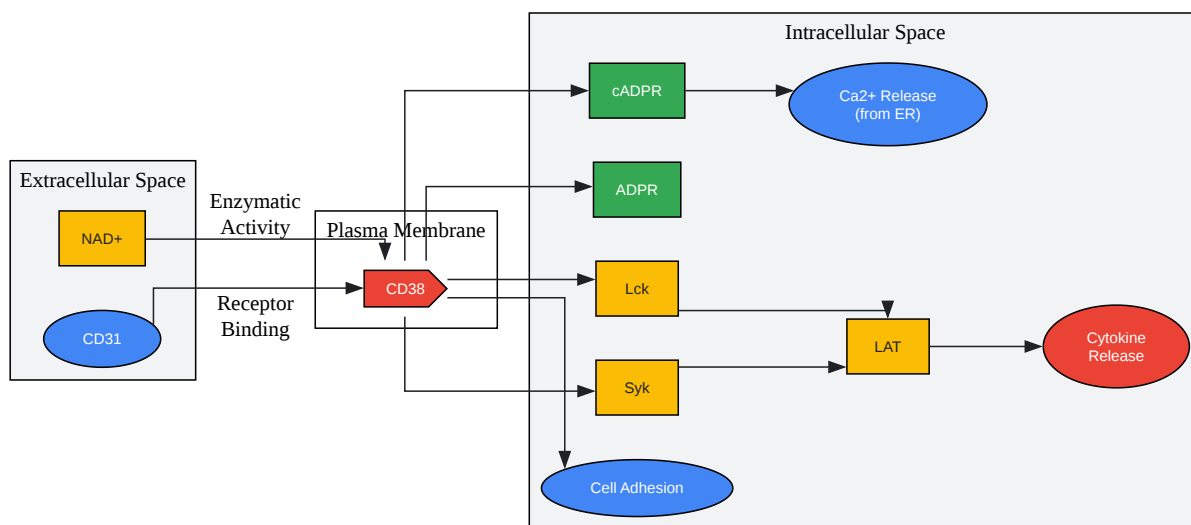 Intracellular Space
cADPR
Ca2+ Release
(from ER)
Extracellular Space
NAD+
CD31
Enzymatic
Activity
Receptor
Binding
Plasma Membrane
CD38
ADPR
Lck
Syk
LAT
Cytokine
Release
Cell Adhesion